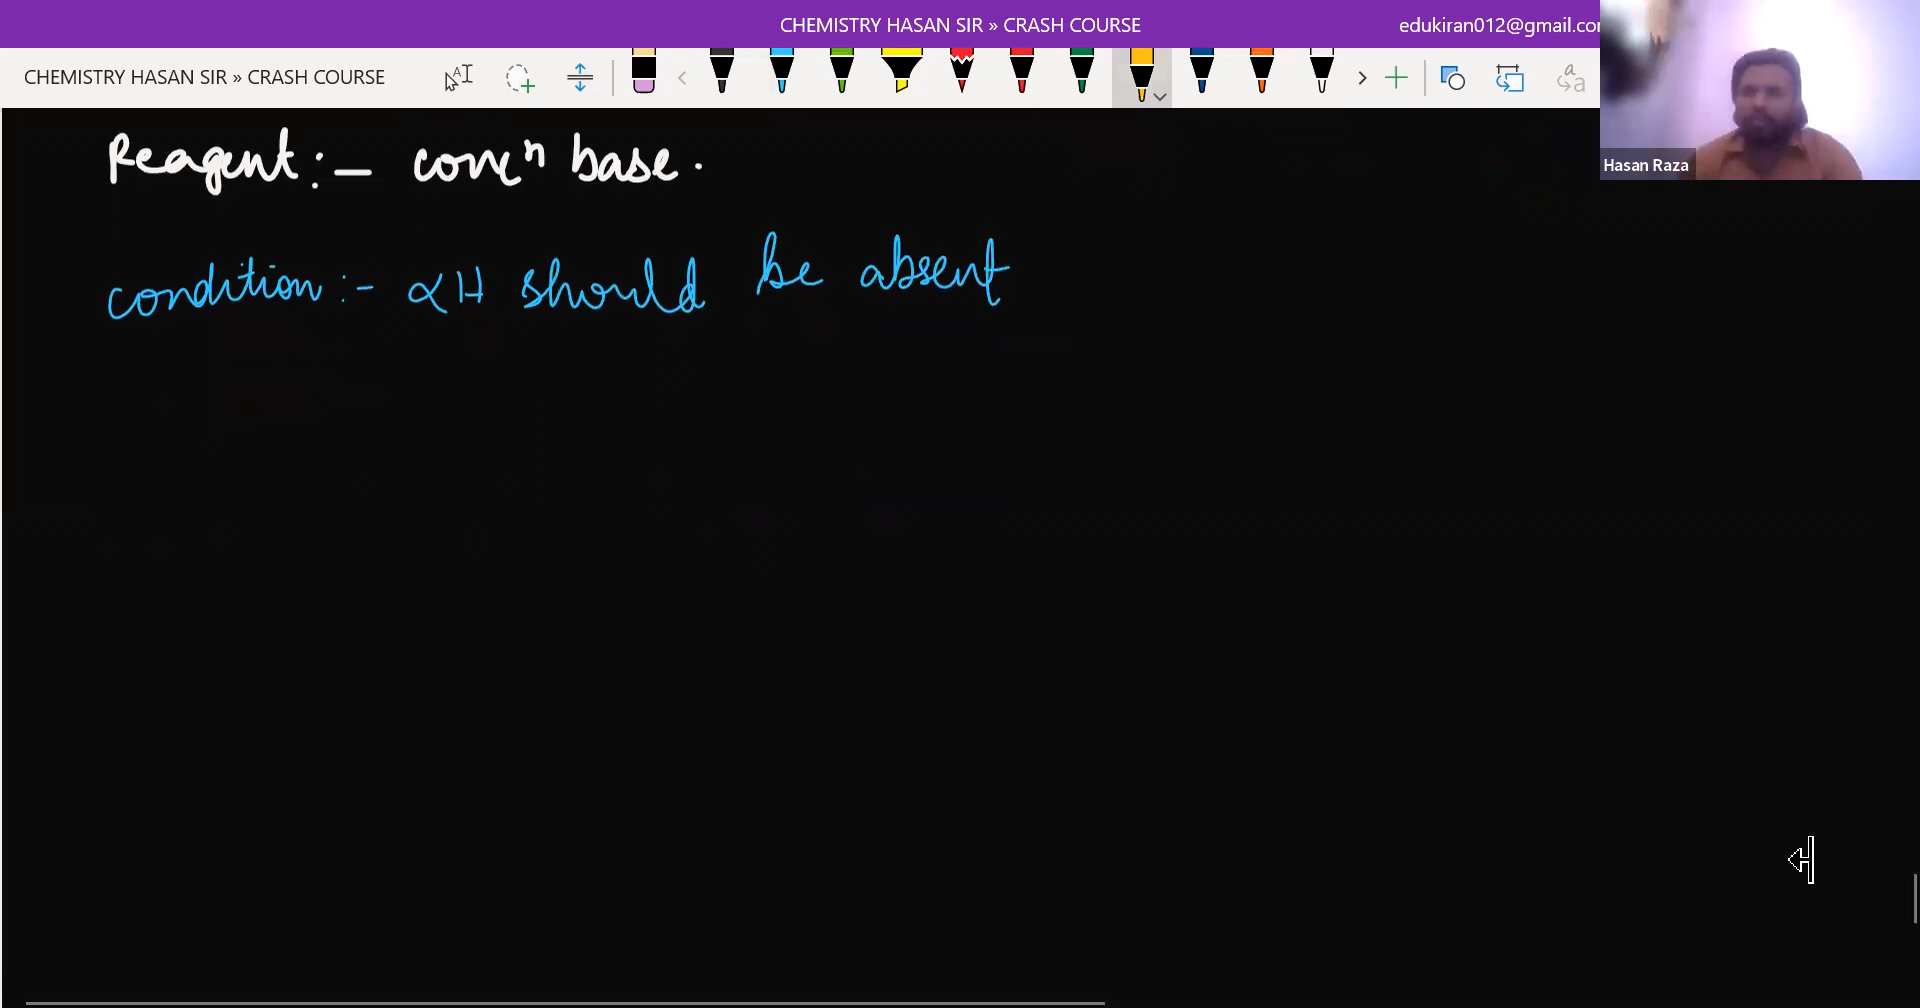 CHEMISTRY HASAN SIR » CRASH COURSE
edukiran012@gmail.co
CHEMISTRY HASAN SIR » CRASH COURSE
Hasan Raza
Reagent:— concⁿ base.
condition:- αH should be absent